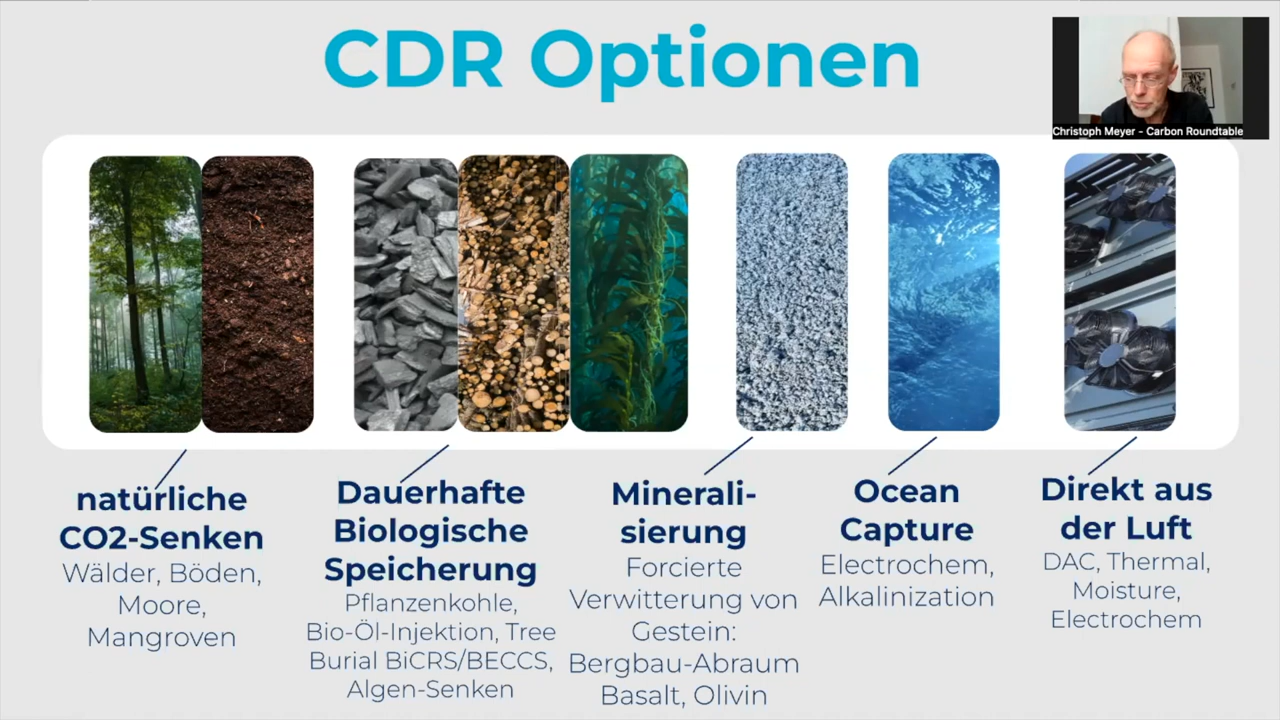 CDR Optionen
Christoph Meyer - Carbon Roundtable
natürliche
CO2-Senken
Wälder, Böden,
Moore,
Mangroven
Dauerhafte
Biologische
Speicherung
Pflanzenkohle,
Bio-Öl-Injektion, Tree
Burial BiCRS/BECCS,
Algen-Senken
Minerali-
sierung
Forcierte
Verwitterung von
Gestein:
Bergbau-Abraum
Basalt, Olivin
Ocean
Capture
Electrochem,
Alkalinization
Direkt aus
der Luft
DAC, Thermal,
Moisture,
Electrochem